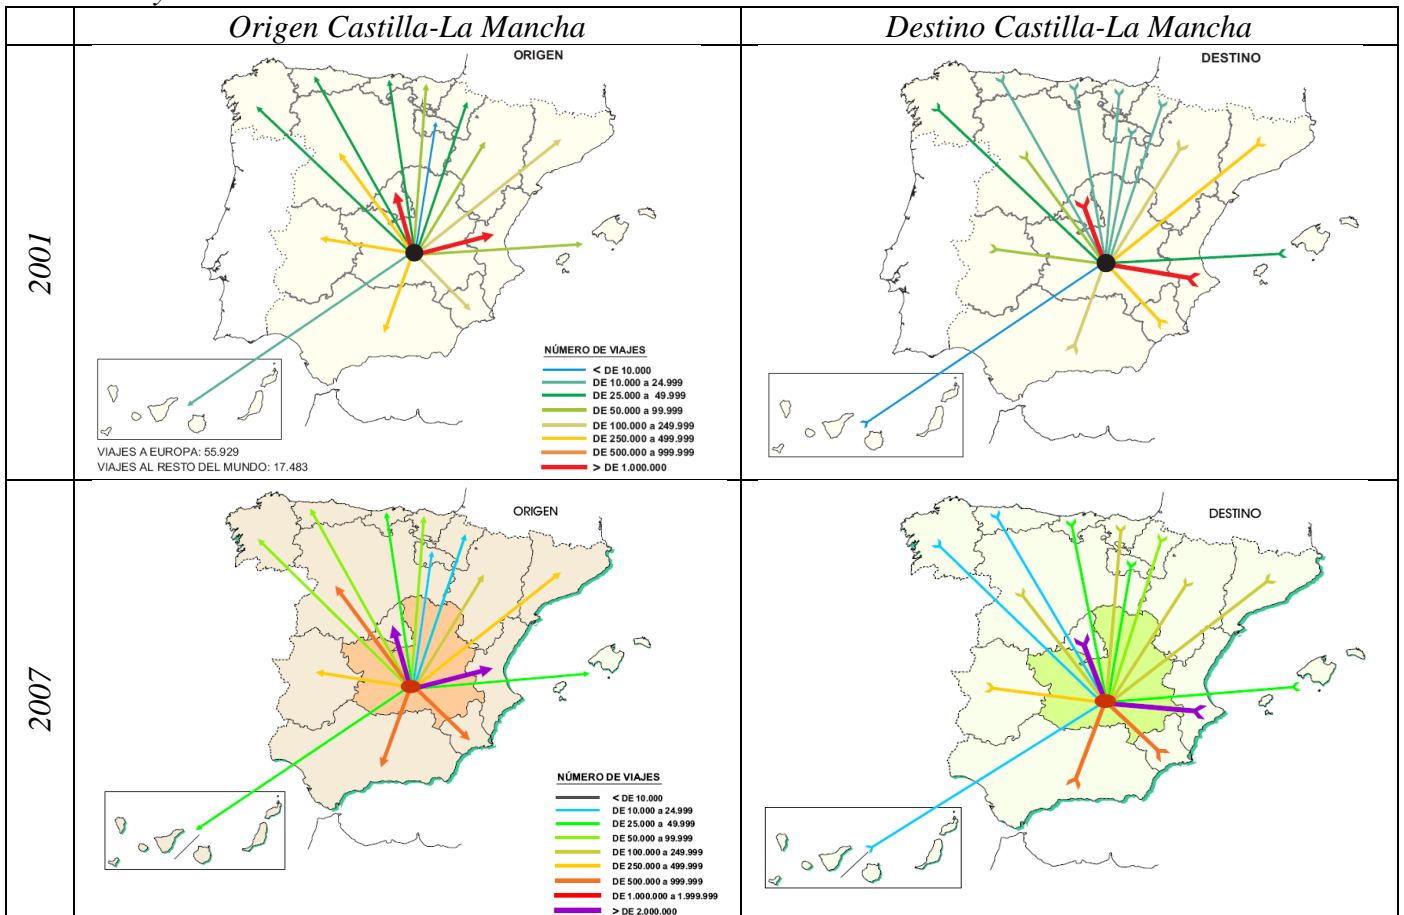 Origen Castilla-La Mancha
Destino Castilla-La Mancha
2001
ORIGEN
NÚMERO DE VIAJES
< DE 10.000
DE 10.000 a 24.999
DE 25.000 a 49.999
DE 50.000 a 99.999
DE 100.000 a 249.999
DE 250.000 a 499.999
DE 500.000 a 999.999
> DE 1.000.000
VIAJES A EUROPA: 55.929
VIAJES AL RESTO DEL MUNDO: 17.483
DESTINO
2007
ORIGEN
NÚMERO DE VIAJES
< DE 10.000
DE 10.000 a 24.999
DE 25.000 a 49.999
DE 50.000 a 99.999
DE 100.000 a 249.999
DE 250.000 a 499.999
DE 500.000 a 999.999
DE 1.000.000 a 1.999.999
> DE 2.000.000
DESTINO